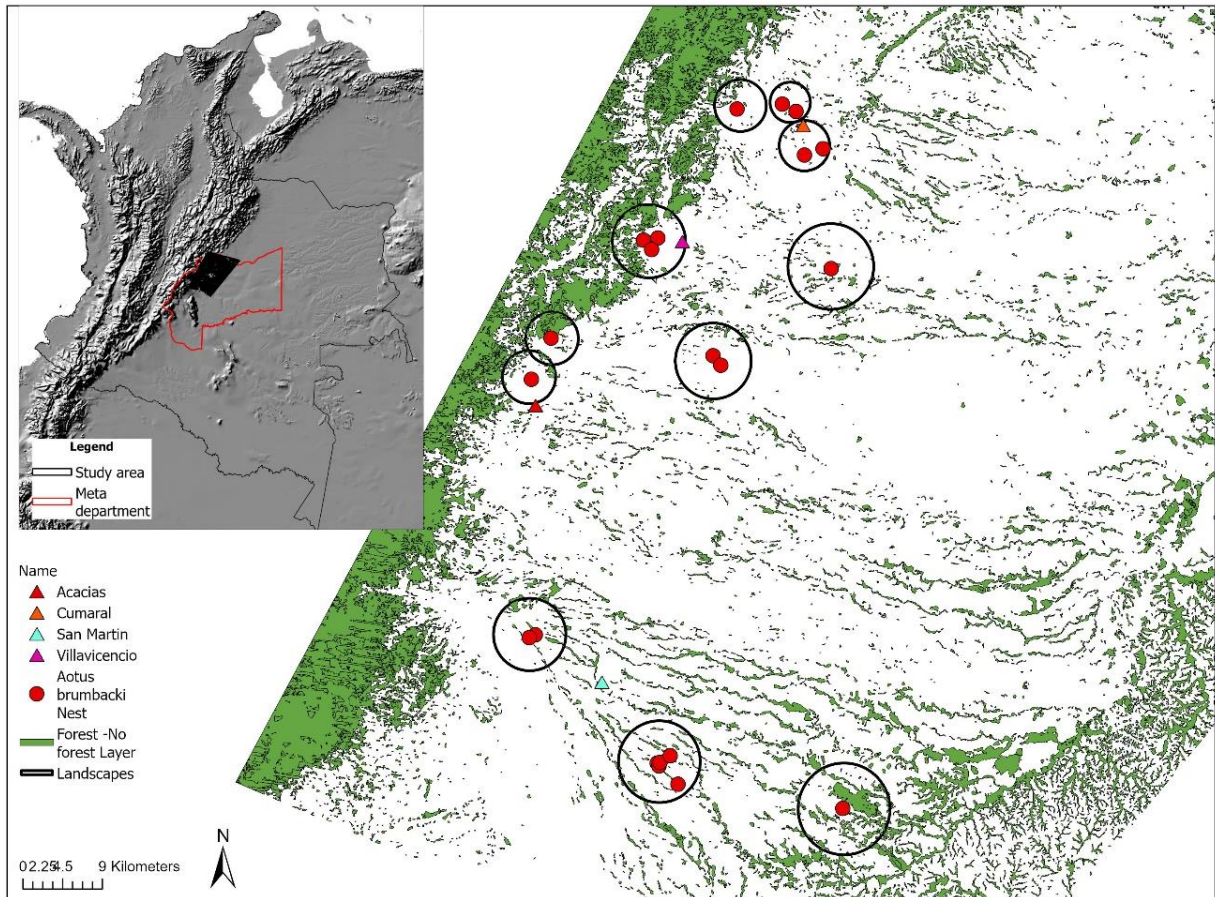 Legend
Study area
Meta
department
Name
Acacias
Cumaral
San Martin
Villavicencio
Aotus
brumbacki
Nest
Forest -No
forest Layer
Landscapes
N
02.254.5 9 Kilometers